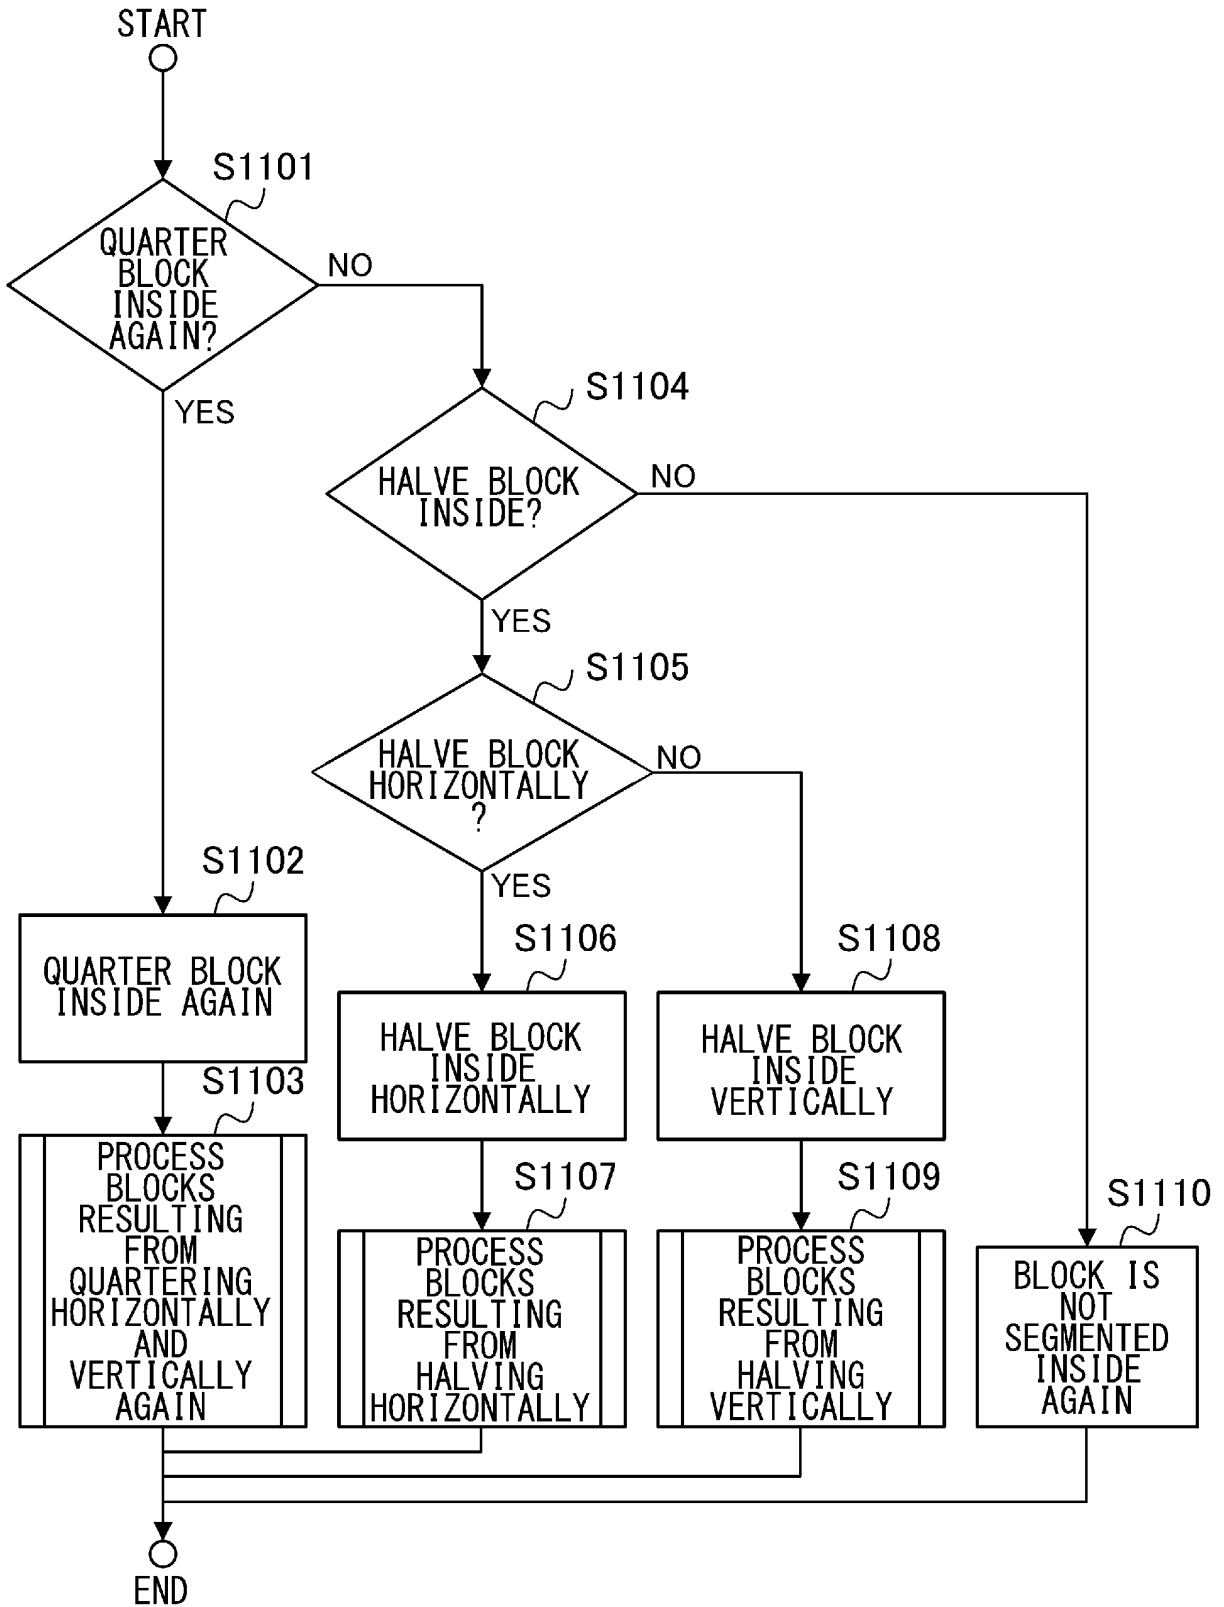 START
S1101
QUARTER
BLOCK
INSIDE
AGAIN?
NO
YES
S1104
HALVE BLOCK
INSIDE?
NO
YES
S1105
HALVE BLOCK
HORIZONTALLY
?
NO
YES
S1102
QUARTER BLOCK
INSIDE AGAIN
S1106
HALVE BLOCK
INSIDE
HORIZONTALLY
S1108
HALVE BLOCK
INSIDE
VERTICALLY
S1103
PROCESS
BLOCKS
RESULTING
FROM
QUARTERING
HORIZONTALLY
AND
VERTICALLY
AGAIN
S1107
PROCESS
BLOCKS
RESULTING
FROM
HALVING
HORIZONTALLY
S1109
PROCESS
BLOCKS
RESULTING
FROM
HALVING
VERTICALLY
S1110
BLOCK IS
NOT
SEGMENTED
INSIDE
AGAIN
END